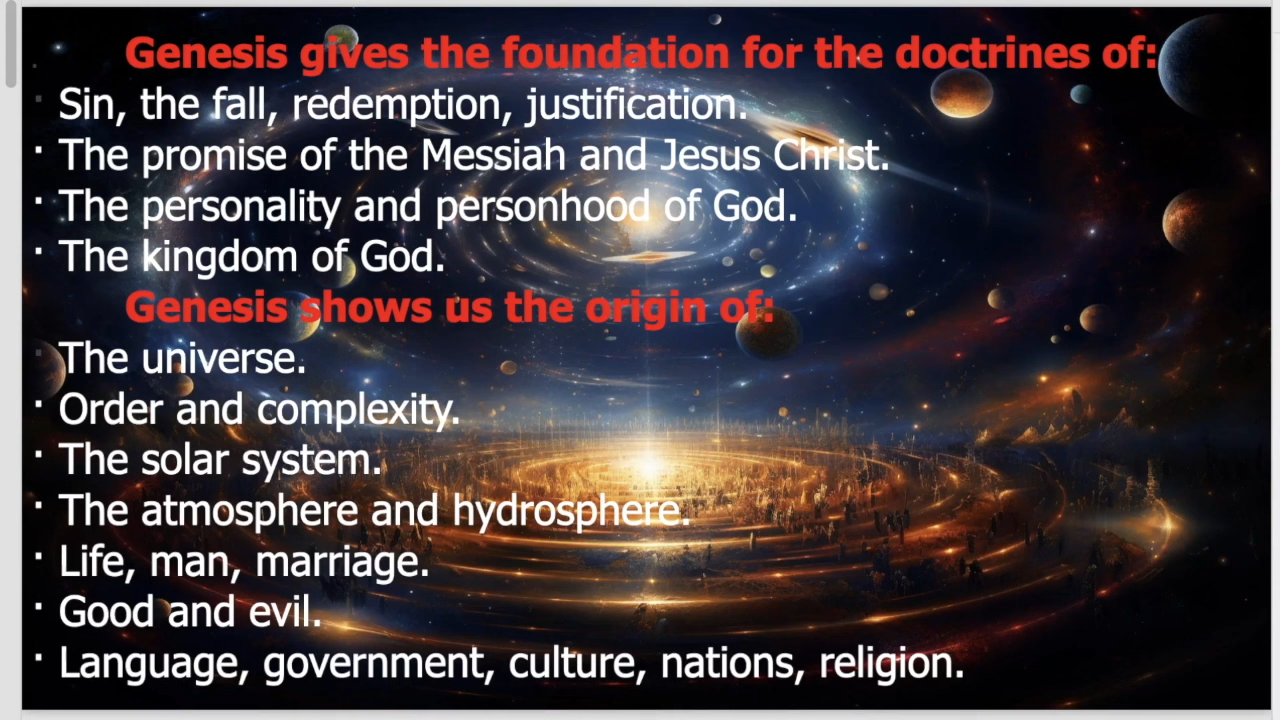 Genesis gives the foundation for the doctrines of:
· Sin, the fall, redemption, justification.
· The promise of the Messiah and Jesus Christ.
· The personality and personhood of God.
· The kingdom of God.
Genesis shows us the origin of:
· The universe.
· Order and complexity.
· The solar system.
· The atmosphere and hydrosphere.
· Life, man, marriage.
· Good and evil.
· Language, government, culture, nations, religion.